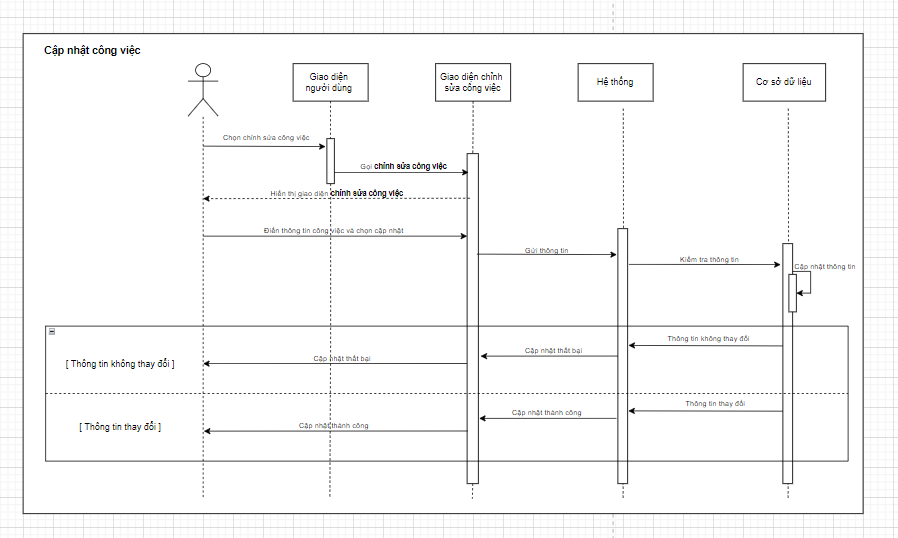 Cập nhật công việc
Giao diện
người dùng
Giao diện chỉnh
sửa công việc
Hệ thống
Cơ sở dữ liệu
Chọn chỉnh sửa công việc
Gọi chỉnh sửa công việc
Hiển thị giao diện chỉnh sửa công việc
Điền thông tin công việc và chọn cập nhật
Gửi thông tin
Kiểm tra thông tin
Cập nhật thông tin
Thông tin không thay đổi
Cập nhật thất bại
Cập nhật thất bại
[ Thông tin không thay đổi ]
Thông tin thay đổi
Cập nhật thành công
Cập nhật thành công
[ Thông tin thay đổi ]